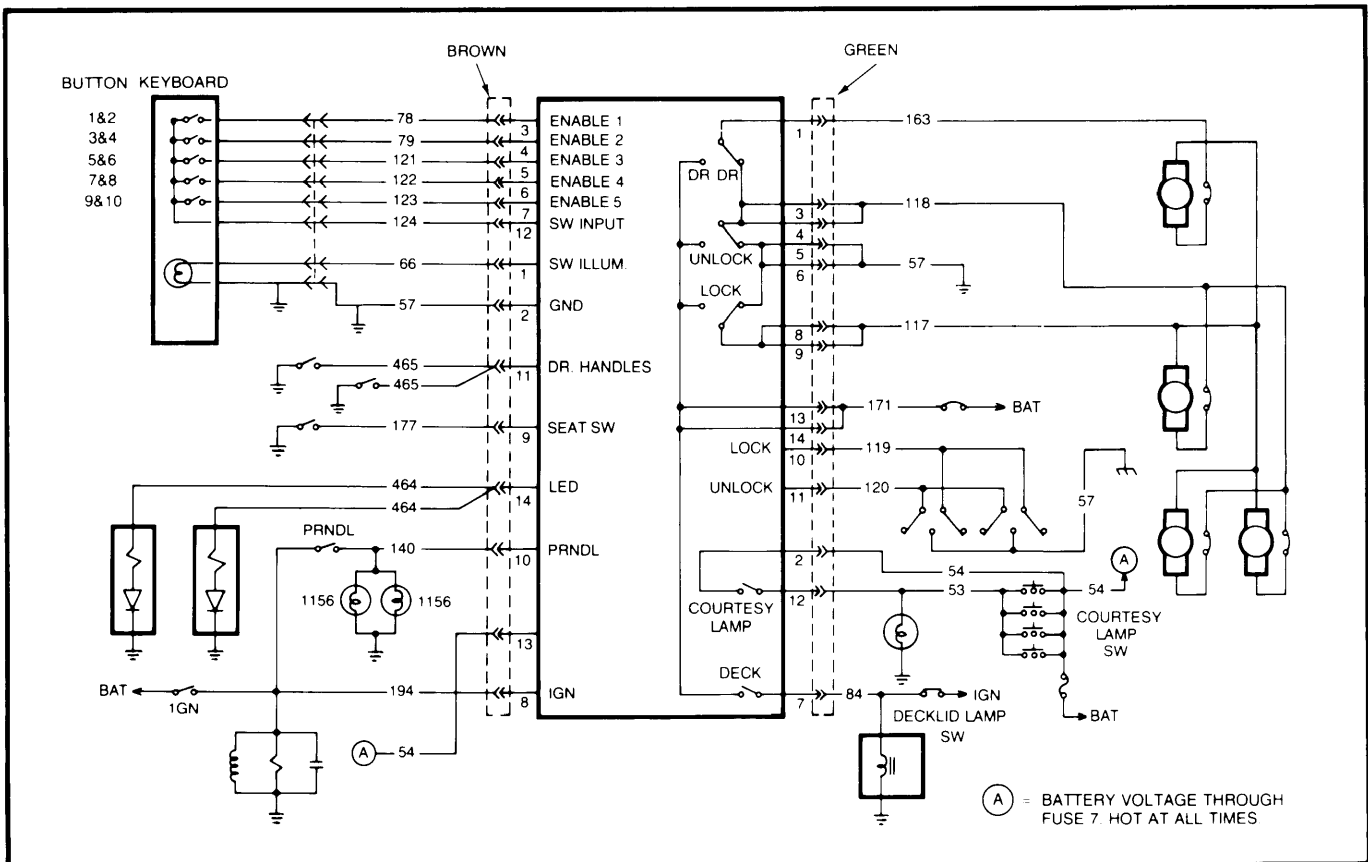 BROWN
GREEN
BUTTON KEYBOARD
1&2
3&4
5&6
7&8
9&10
78
79
121
122
123
124
66
57
465
465
177
464
464
PRNDL
140
1156
1156
BAT
1GN
194
A
54
3
4
5
6
7
12
1
2
11
9
14
10
13
8
ENABLE 1
ENABLE 2
ENABLE 3
ENABLE 4
ENABLE 5
SW INPUT
SW ILLUM.
GND
DR. HANDLES
SEAT SW
LED
PRNDL
IGN
DR DR
UNLOCK
LOCK
LOCK
UNLOCK
COURTESY
LAMP
DECK
1
3
4
5
6
8
9
13
14
10
11
2
12
7
163
118
57
117
171
BAT
119
120
57
54
53
54
A
COURTESY
LAMP
SW
BAT
84
IGN
DECKLID LAMP
SW
A = BATTERY VOLTAGE THROUGH
FUSE 7. HOT AT ALL TIMES